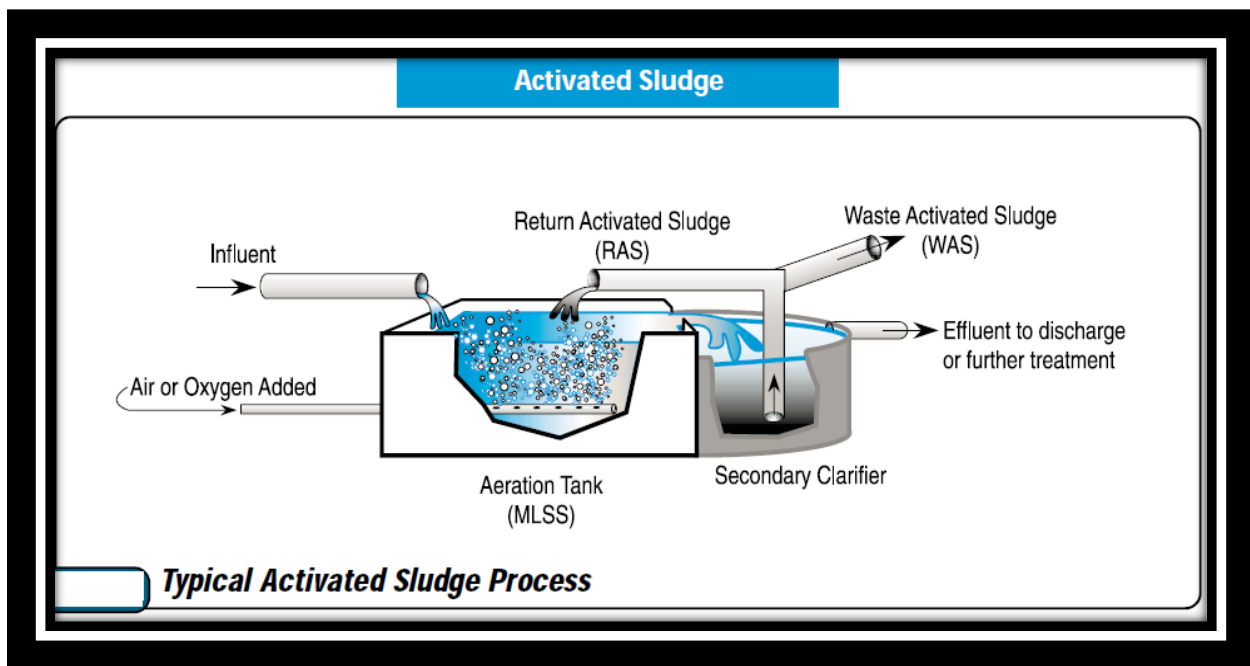 Activated Sludge
Influent
Return Activated Sludge
(RAS)
Waste Activated Sludge
(WAS)
Air or Oxygen Added
Effluent to discharge
or further treatment
Aeration Tank
(MLSS)
Secondary Clarifier
Typical Activated Sludge Process